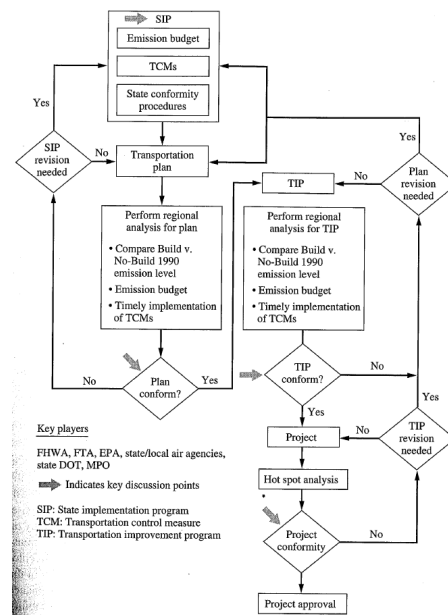 SIP
Emission budget
TCMs
State conformity
procedures
Yes
SIP
revision
needed
No
Transportation
plan
TIP
No
Yes
Plan
revision
needed
Perform regional
analysis for plan
• Compare Build v.
No-Build 1990
emission level
• Emission budget
• Timely implementation
of TCMs
Perform regional
analysis for TIP
• Compare Build v.
No-Build 1990
emission level
• Emission budget
• Timely implementation
of TCMs
No
Plan
conform?
Yes
TIP
conform?
No
Yes
Project
No
TIP
revision
needed
Hot spot analysis
Project
conformity
No
Project approval
Key players
FHWA, FTA, EPA, state/local air agencies,
state DOT, MPO
Indicates key discussion points
SIP: State implementation program
TCM: Transportation control measure
TIP: Transportation improvement program